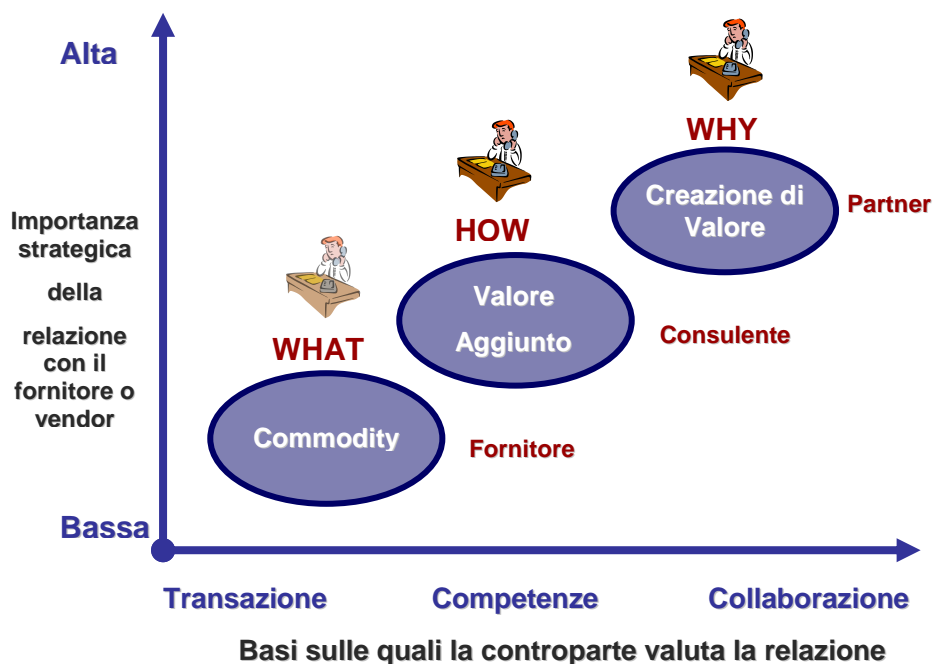 Alta
WHY
Creazione di
Valore
Partner
Importanza
strategica
della
relazione
con il
fornitore o
vendor
HOW
Valore
Aggiunto
Consulente
WHAT
Commodity
Fornitore
Bassa
Transazione
Competenze
Collaborazione
Basi sulle quali la controparte valuta la relazione